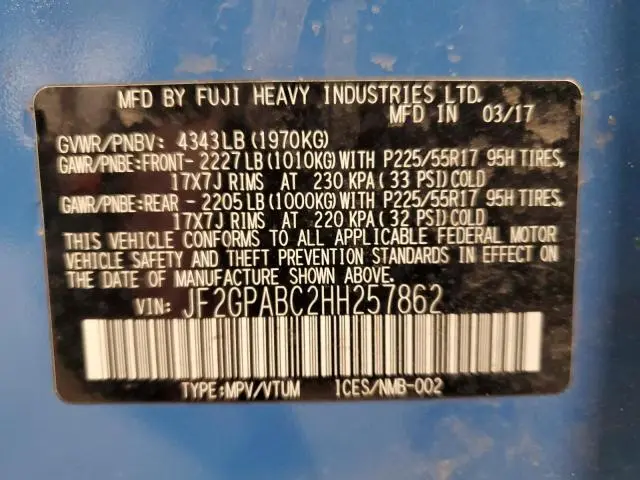 MFD BY FUJI HEAVY INDUSTRIES LTD.
MFD IN 03/17
GVWR/PNBV: 4343LB (1970KG)
GAWR/PNBE:FRONT- 2227LB (1010KG)WITH P225/55R17 95H TIRES,
17X7J RIMS AT 230 KPA(33 PSI)COLD
GAWR/PNBE:REAR - 2205LB (1000KG)WITH P225/55R17 95H TIRES,
17X7J RIMS AT 220 KPA(32 PSI)COLD
THIS VEHICLE CONFORMS TO ALL APPLICABLE FEDERAL MOTOR
VEHICLE SAFETY AND THEFT PREVENTION STANDARDS IN EFFECT ON
THE DATE OF MANUFACTURE SHOWN ABOVE.
VIN: JF2GPABC2HH257862
TYPE:MPV/VTUM ICES/NMB-002